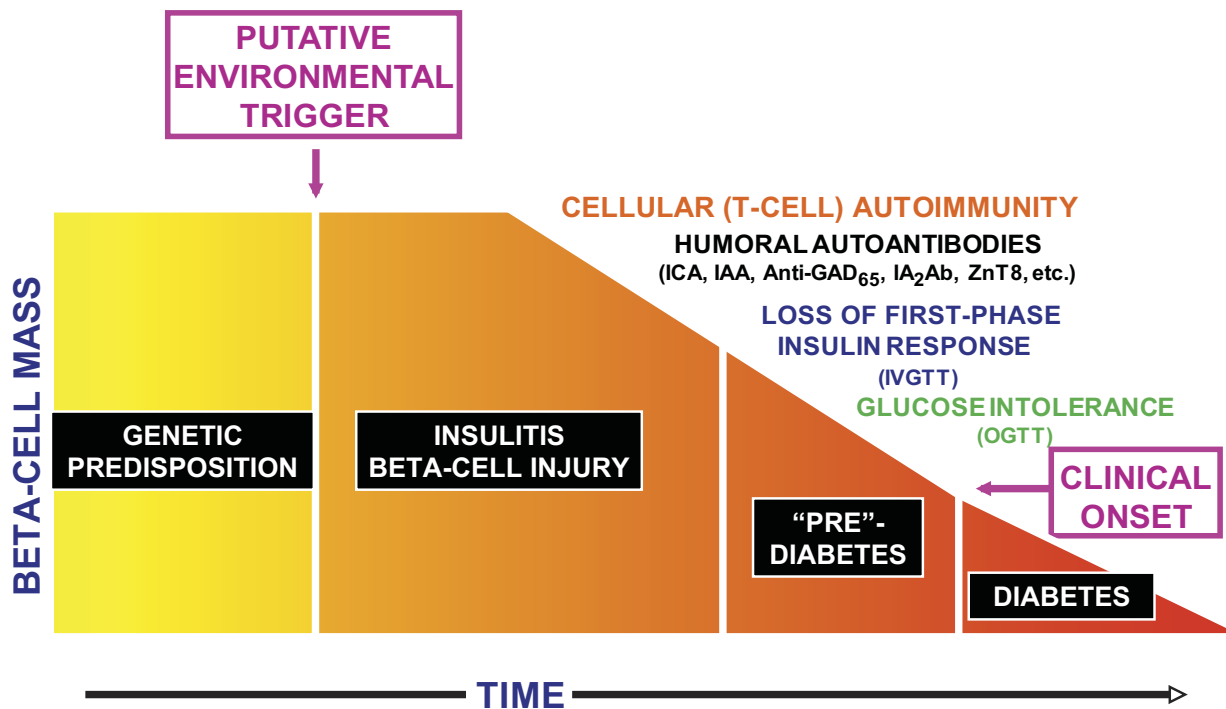 PUTATIVE
ENVIRONMENTAL
TRIGGER
CELLULAR (T-CELL) AUTOIMMUNITY
HUMORAL AUTOANTIBODIES
(ICA, IAA, Anti-GAD65, IA2Ab, ZnT8, etc.)
LOSS OF FIRST-PHASE
INSULIN RESPONSE
(IVGTT)
GLUCOSE INTOLERANCE
(OGTT)
CLINICAL
ONSET
BETA-CELL MASS
GENETIC
PREDISPOSITION
INSULITIS
BETA-CELL INJURY
“PRE”-
DIABETES
DIABETES
TIME